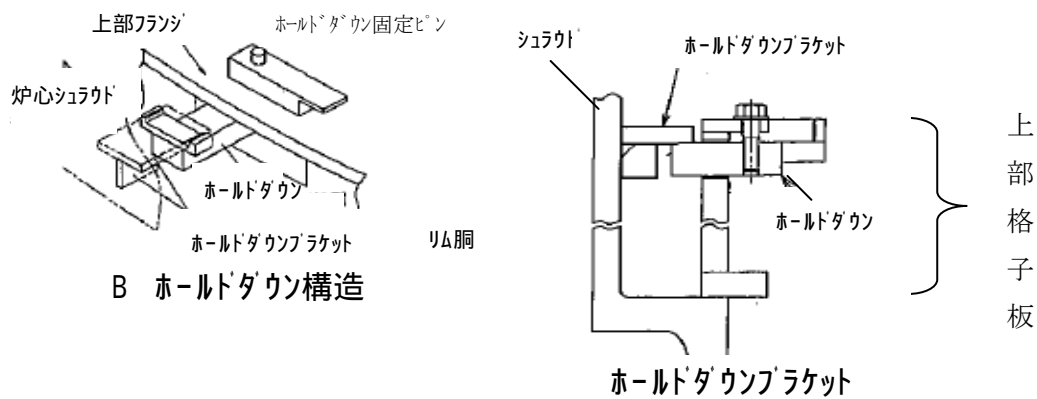 上部フランジ
ホールドダウン固定ピン
炉心シュラウド
ホールドダウン
ホールドダウンブラケット
リム胴
B ホールドダウン構造
シュラウド
ホールドダウンブラケット
ホールドダウン
上部格子板
ホールドダウンブラケット